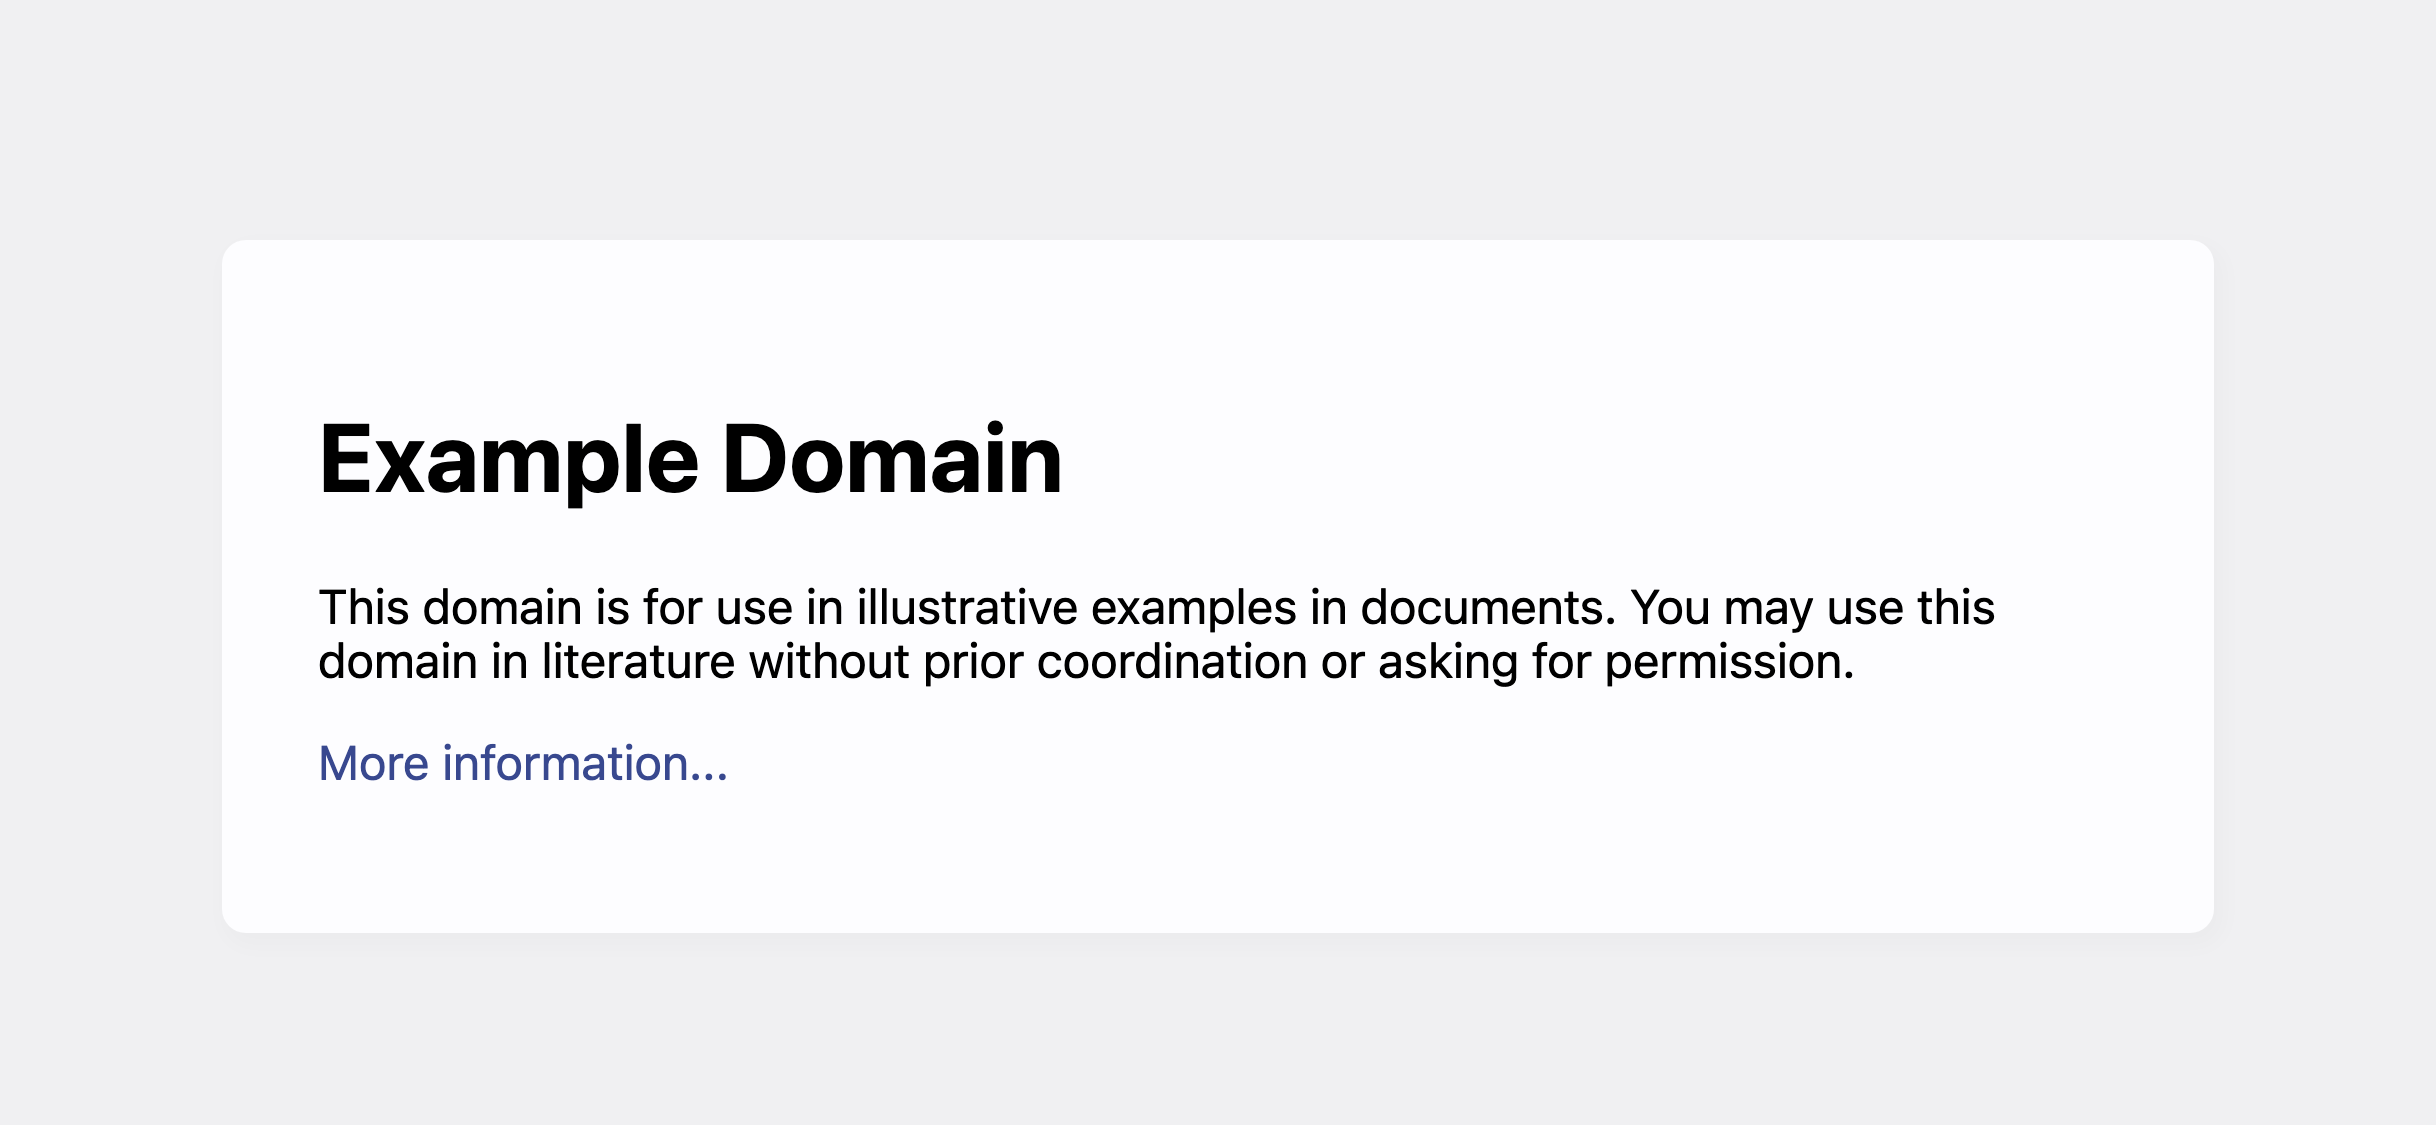 Example Domain
This domain is for use in illustrative examples in documents. You may use this
domain in literature without prior coordination or asking for permission.
More information...